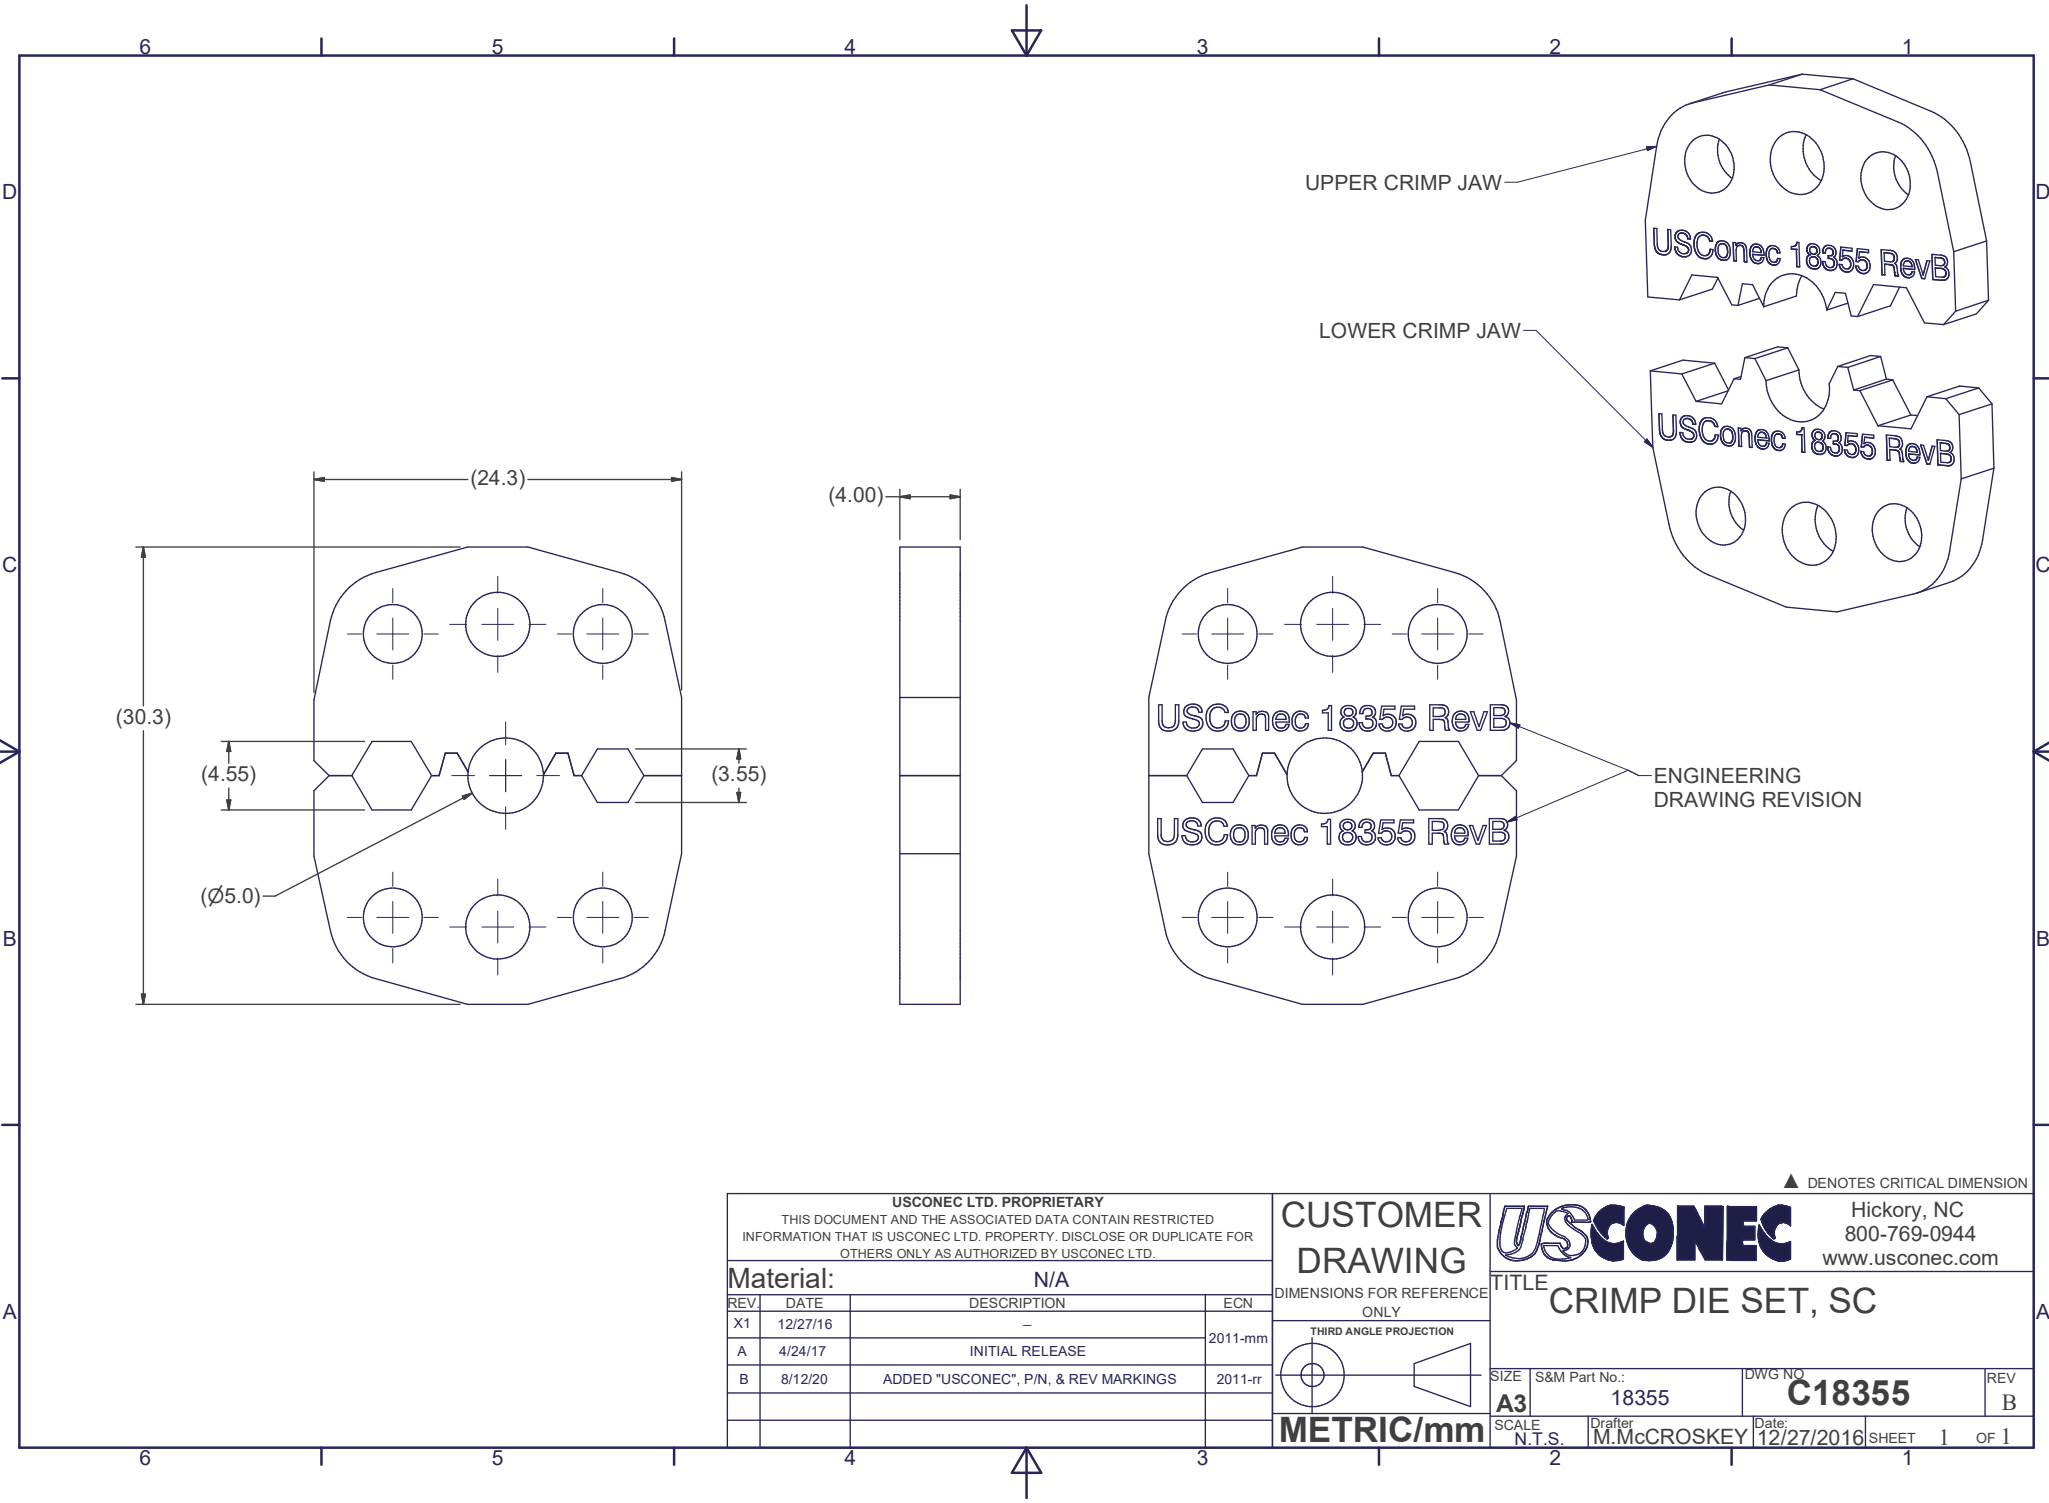 6 5 4 3 2 1
D D
C C
B B
A A
UPPER CRIMP JAW
USConec 18355 RevB
LOWER CRIMP JAW
USConec 18355 RevB
(24.3)
(4.00)
(30.3)
(4.55)
(3.55)
(Ø5.0)
USConec 18355 RevB
USConec 18355 RevB
ENGINEERING
DRAWING REVISION
▲ DENOTES CRITICAL DIMENSION
USCONEC LTD. PROPRIETARY
THIS DOCUMENT AND THE ASSOCIATED DATA CONTAIN RESTRICTED
INFORMATION THAT IS USCONEC LTD. PROPERTY. DISCLOSE OR DUPLICATE FOR
OTHERS ONLY AS AUTHORIZED BY USCONEC LTD.
Material: N/A
REV. DATE DESCRIPTION ECN
X1 12/27/16 – 2011-mm
A 4/24/17 INITIAL RELEASE
B 8/12/20 ADDED "USCONEC", P/N, & REV MARKINGS 2011-rr
CUSTOMER
DRAWING
DIMENSIONS FOR REFERENCE
ONLY
THIRD ANGLE PROJECTION
METRIC/mm
USCONEC
Hickory, NC
800-769-0944
www.usconec.com
TITLE CRIMP DIE SET, SC
SIZE A3
S&M Part No.: 18355
DWG NO C18355
REV B
SCALE N.T.S.
Drafter M.McCROSKEY
Date: 12/27/2016
SHEET 1 OF 1
6 5 4 3 2 1